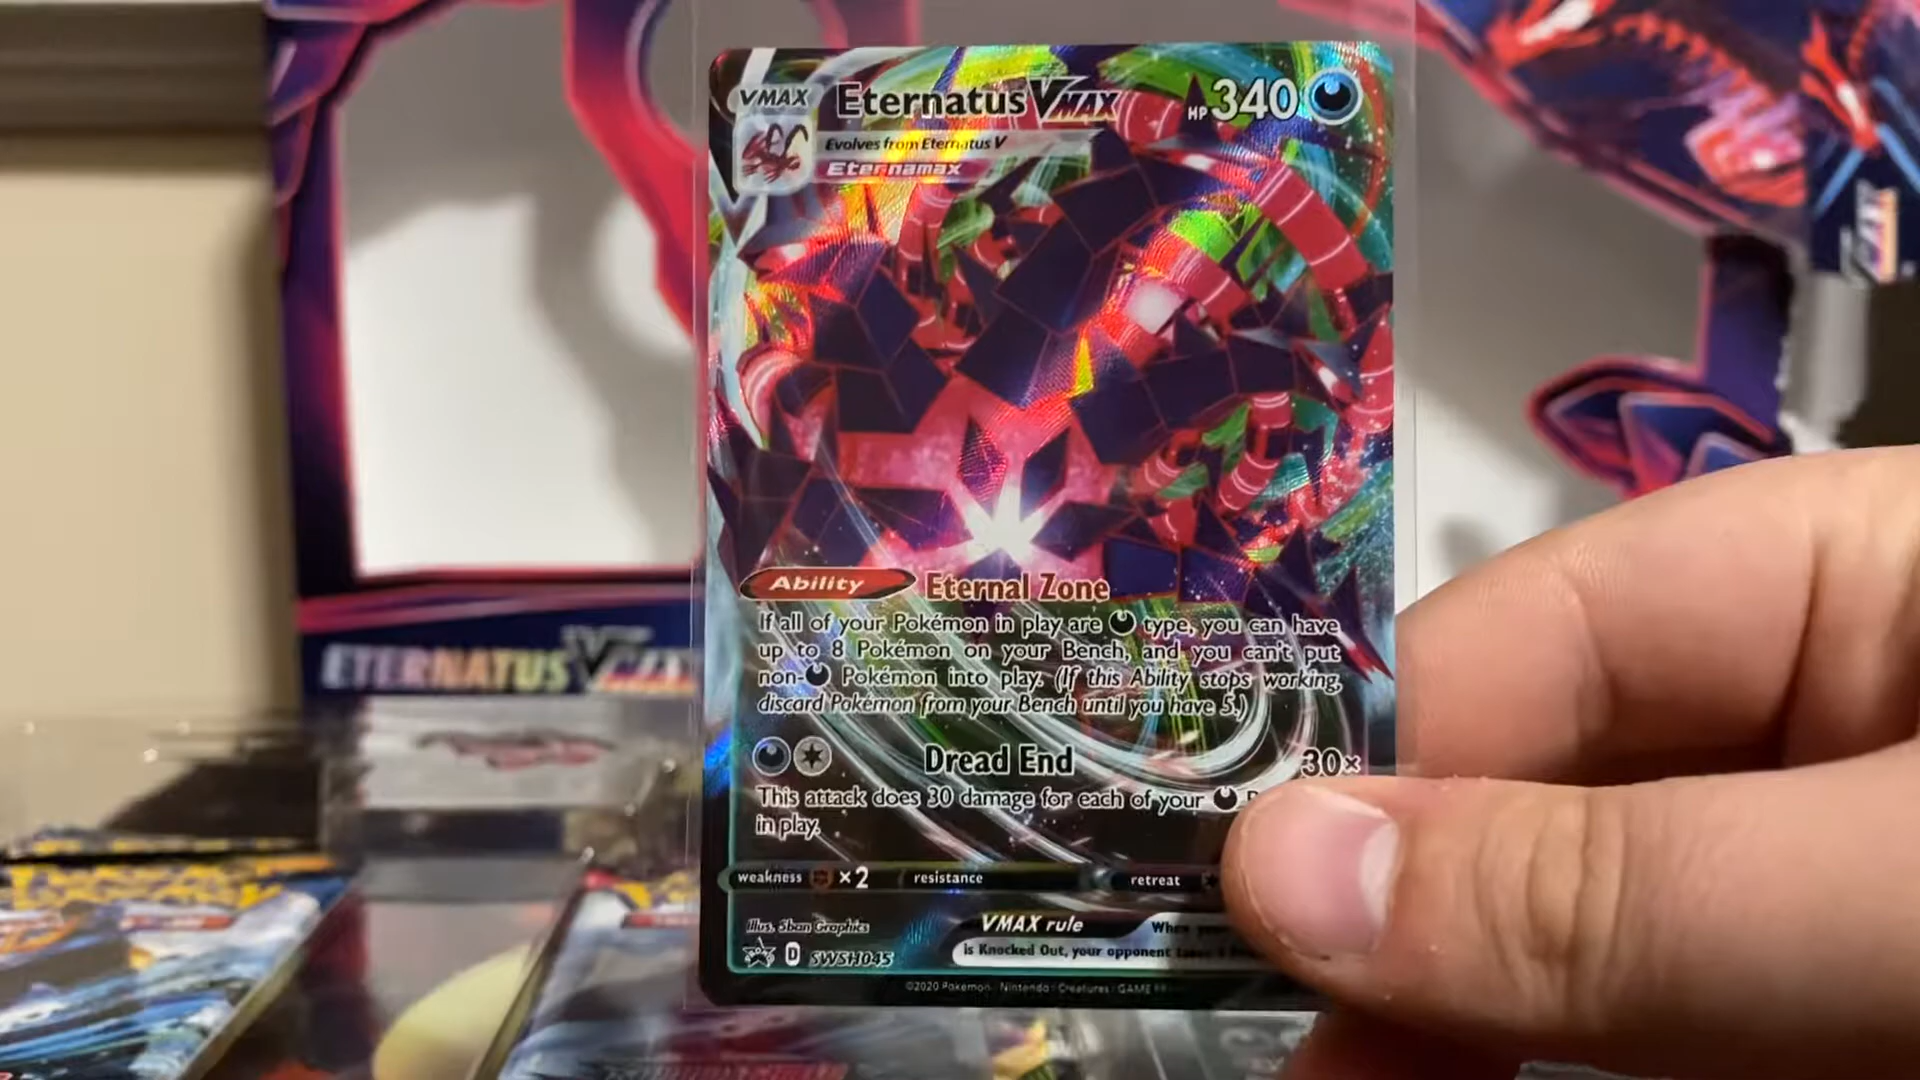 VMAX Eternatus VMAX HP 340
Evolves from Eternatus V
Eternamax
Ability Eternal Zone
If all of your Pokémon in play are type, you can have
up to 8 Pokémon on your Bench, and you can't put
non- Pokémon into play. (If this Ability stops working,
discard Pokémon from your Bench until you have 5.)
Dread End 30×
This attack does 30 damage for each of your
in play.
weakness ×2 resistance retreat
Illus. 5ban Graphics
VMAX rule When your
is Knocked Out, your opponent takes
D SWSH045
©2020 Pokémon Nintendo Creatures GAME
ETERNATUS VMAX